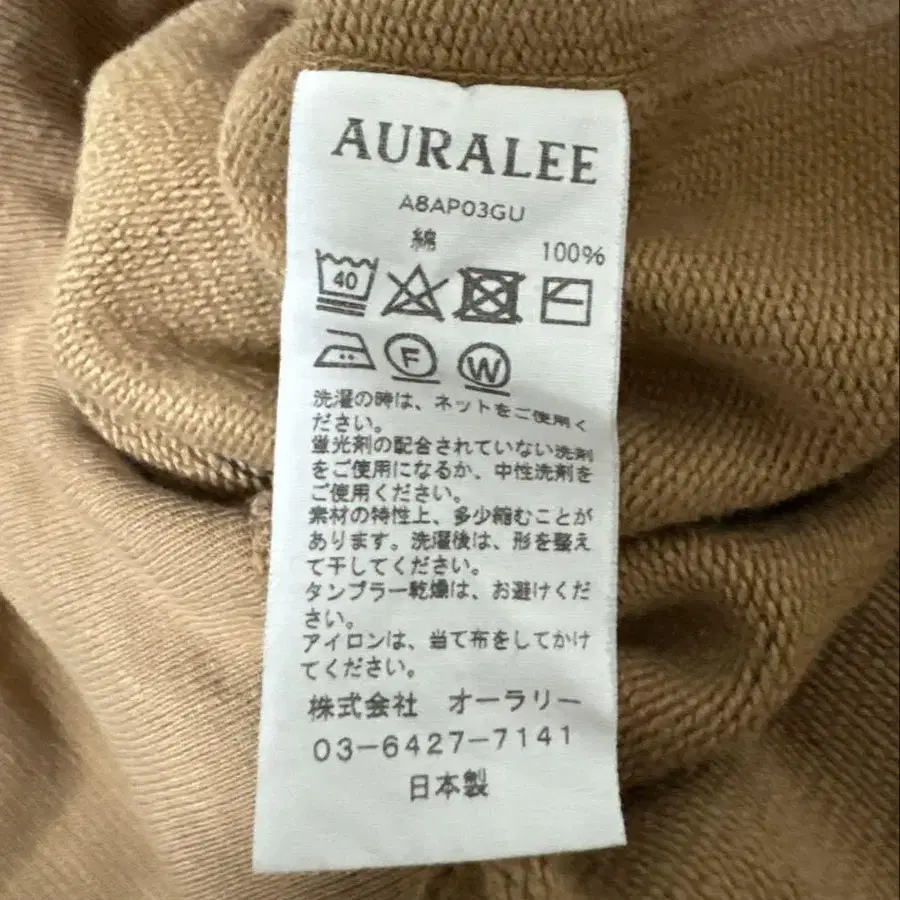 AURALEE
A8AP03GU
綿 100%
40
F W
洗濯の時は、ネットをご使用く
ださい。
蛍光剤の配合されていない洗剤
をご使用になるか、中性洗剤を
ご使用ください。
素材の特性上、多少縮むことが
あります。洗濯後は、形を整え
て干してください。
タンブラー乾燥は、お避けくだ
さい。
アイロンは、当て布をしてかけ
てください。
株式会社 オーラリー
03-6427-7141
日本製